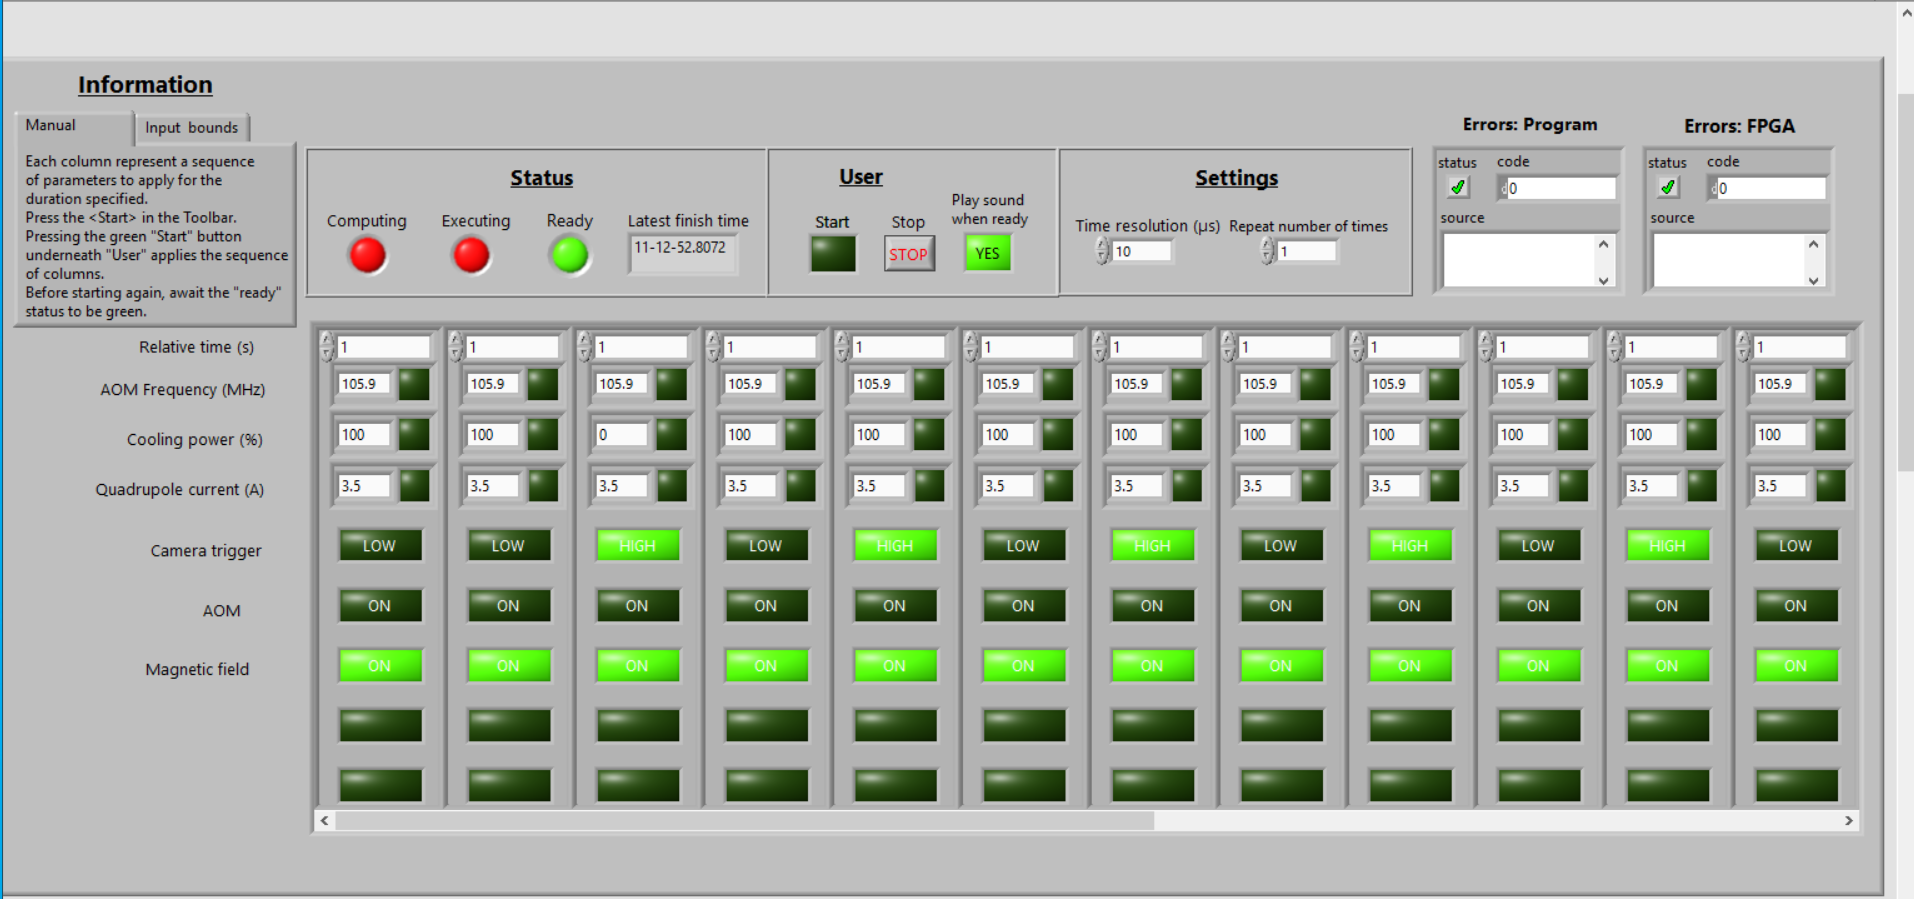 Information
Manual
Input bounds
Each column represent a sequence
of parameters to apply for the
duration specified.
Press the <Start> in the Toolbar.
Pressing the green "Start" button
underneath "User" applies the sequence
of columns.
Before starting again, await the "ready"
status to be green.
Status
Computing Executing Ready Latest finish time
11-12-52.8072
User
Start Stop Play sound
when ready
STOP YES
Settings
Time resolution (µs) Repeat number of times
10 1
Errors: Program
status code
0
source
Errors: FPGA
status code
0
source
Relative time (s) 1 1 1 1 1 1 1 1 1 1 1 1
AOM Frequency (MHz) 105.9 105.9 105.9 105.9 105.9 105.9 105.9 105.9 105.9 105.9 105.9 105.9
Cooling power (%) 100 100 0 100 100 100 100 100 100 100 100 100
Quadrupole current (A) 3.5 3.5 3.5 3.5 3.5 3.5 3.5 3.5 3.5 3.5 3.5 3.5
Camera trigger LOW LOW HIGH LOW HIGH LOW HIGH LOW HIGH LOW HIGH LOW
AOM ON ON ON ON ON ON ON ON ON ON ON ON
Magnetic field ON ON ON ON ON ON ON ON ON ON ON ON